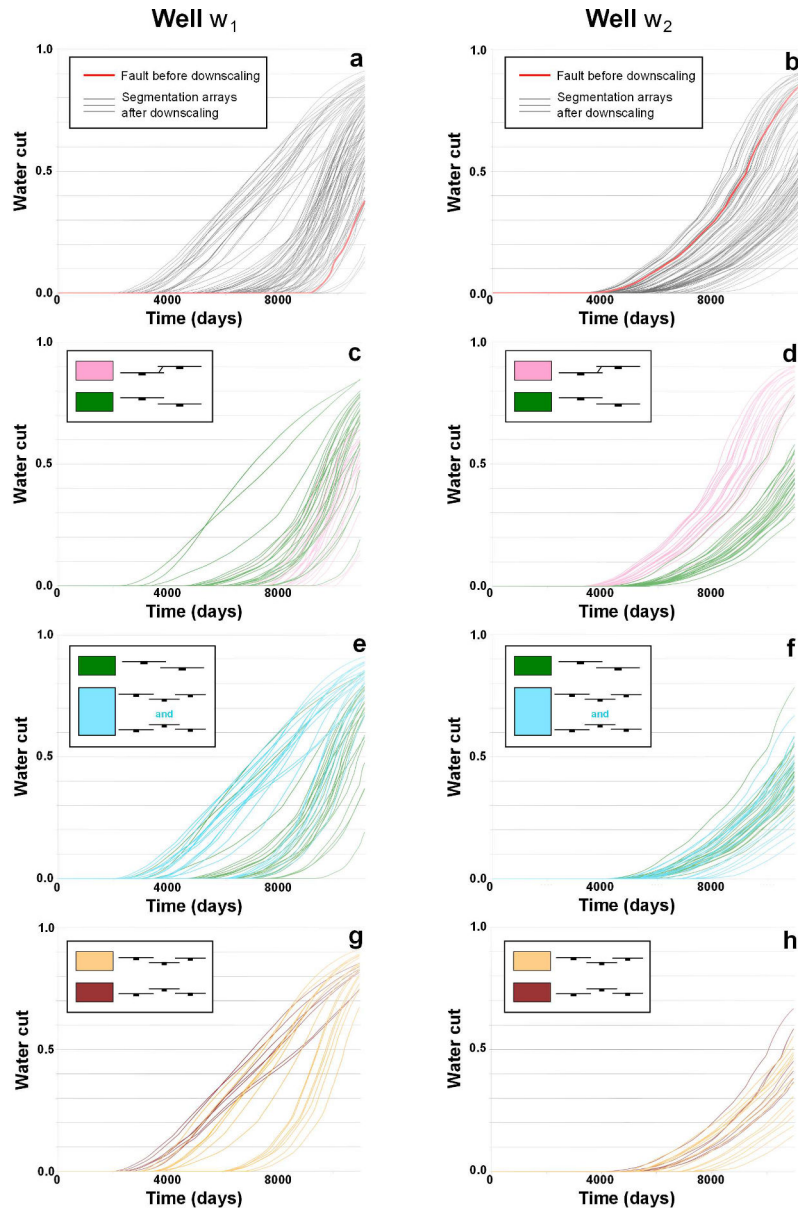 Well w1
Well w2
a
1.0
Fault before downscaling
Segmentation arrays
after downscaling
Water cut
0.5
0.0
0
4000
8000
Time (days)
b
1.0
Fault before downscaling
Segmentation arrays
after downscaling
Water cut
0.5
0.0
0
4000
8000
Time (days)
c
1.0
Water cut
0.5
0.0
0
4000
8000
Time (days)
d
1.0
Water cut
0.5
0.0
0
4000
8000
Time (days)
e
1.0
and
Water cut
0.5
0.0
0
4000
8000
Time (days)
f
1.0
and
Water cut
0.5
0.0
0
4000
8000
Time (days)
g
1.0
Water cut
0.5
0.0
0
4000
8000
Time (days)
h
1.0
Water cut
0.5
0.0
0
4000
8000
Time (days)